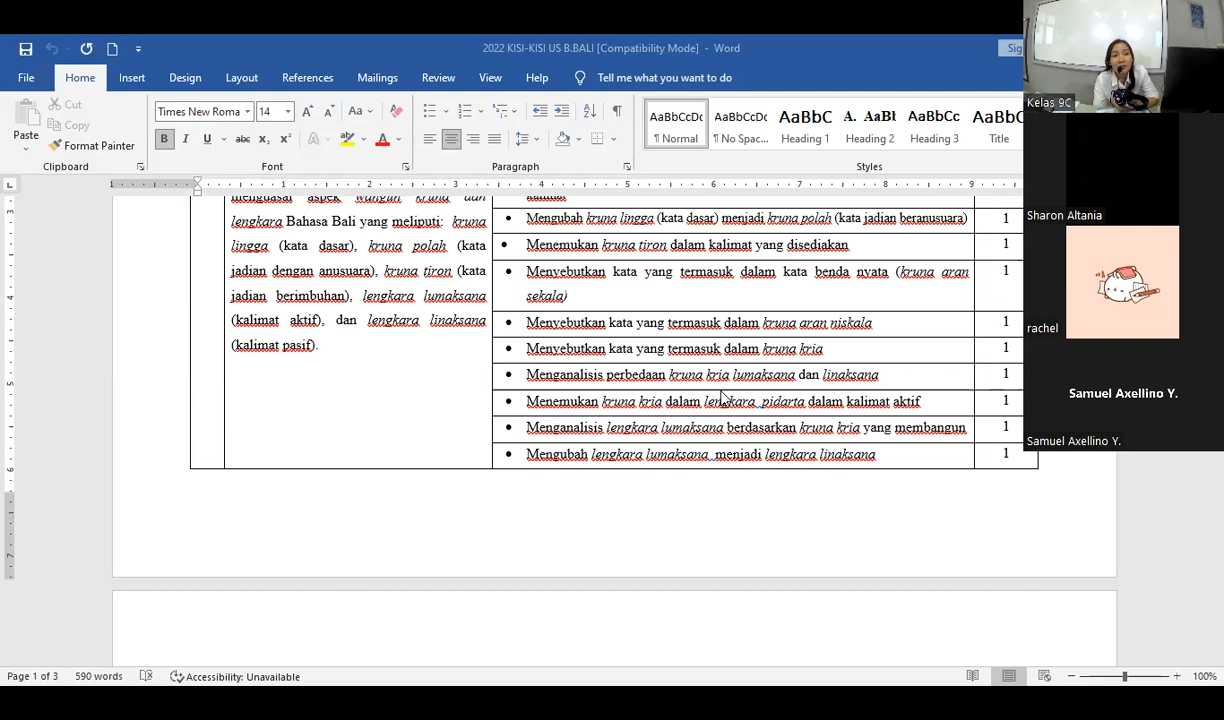 2022 KISI-KISI US B.BALI [Compatibility Mode] - Word
Sig
File Home Insert Design Layout References Mailings Review View Help Tell me what you want to do
Cut
Copy
Paste
Format Painter
Times New Roma 14
AaBbCcDc AaBbCcDc AaBbC A. AaBl AaBbCc AaBbC
¶ Normal ¶ No Spac... Heading 1 Heading 2 Heading 3 Title
Clipboard Font Paragraph Styles
Kelas 9C
Sharon Altania
rachel
Samuel Axellino Y.
Samuel Axellino Y.
menguasai aspek wangun kruna dan
lengkara Bahasa Bali yang meliputi: kruna
lingga (kata dasar), kruna polah (kata
jadian dengan anusuara), kruna tiron (kata
jadian berimbuhan), lengkara lumaksana
(kalimat aktif), dan lengkara linaksana
(kalimat pasif).
kalimat
• Mengubah kruna lingga (kata dasar) menjadi kruna polah (kata jadian beranusuara) 1
• Menemukan kruna tiron dalam kalimat yang disediakan 1
• Menyebutkan kata yang termasuk dalam kata benda nyata (kruna aran 1
sekala)
• Menyebutkan kata yang termasuk dalam kruna aran niskala 1
• Menyebutkan kata yang termasuk dalam kruna kria 1
• Menganalisis perbedaan kruna kria lumaksana dan linaksana 1
• Menemukan kruna kria dalam lengkara pidarta dalam kalimat aktif 1
• Menganalisis lengkara lumaksana berdasarkan kruna kria yang membangun 1
• Mengubah lengkara lumaksana menjadi lengkara linaksana 1
Page 1 of 3 590 words Accessibility: Unavailable 100%